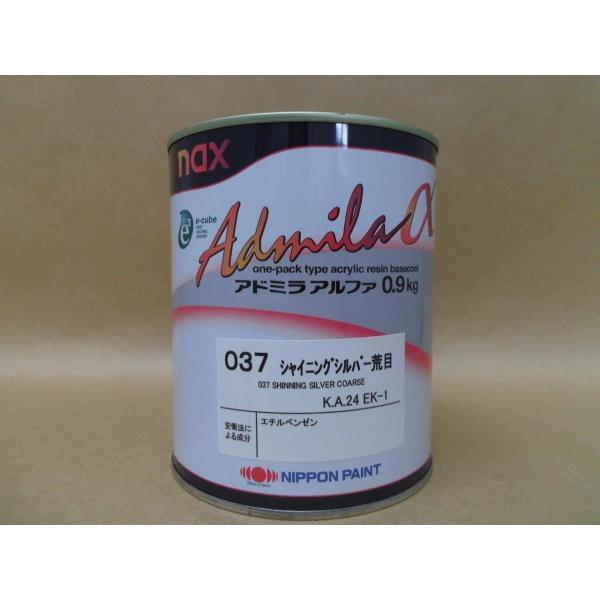 nax
e³
e-cube
Admila α
one-pack type acrylic resin basecoat
アドミラ アルファ 0.9kg
037 シャイニングシルバー荒目
037 SHINNING SILVER COARSE
K.A.24 EK-1
安衛法に
よる成分
エチルベンゼン
NIPPON PAINT